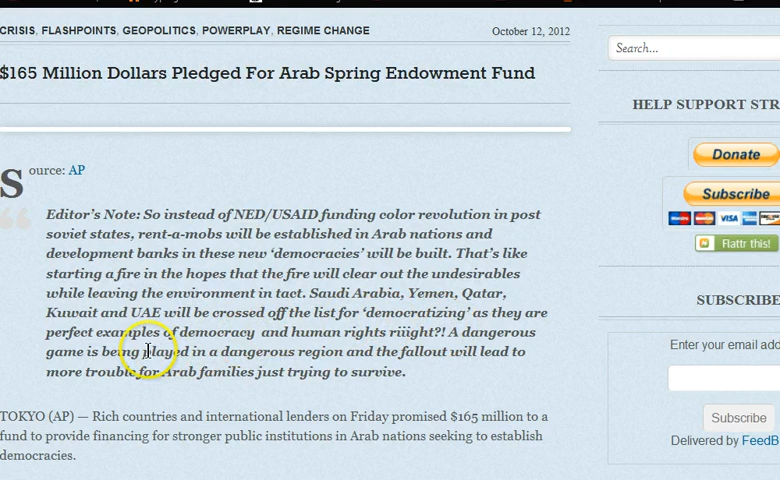 CRISIS, FLASHPOINTS, GEOPOLITICS, POWERPLAY, REGIME CHANGE
October 12, 2012
$165 Million Dollars Pledged For Arab Spring Endowment Fund
Source: AP
Editor's Note: So instead of NED/USAID funding color revolution in post
soviet states, rent-a-mobs will be established in Arab nations and
development banks in these new 'democracies' will be built. That's like
starting a fire in the hopes that the fire will clear out the undesirables
while leaving the environment in tact. Saudi Arabia, Yemen, Qatar,
Kuwait and UAE will be crossed off the list for 'democratizing' as they are
perfect examples of democracy and human rights riiight?! A dangerous
game is being played in a dangerous region and the fallout will lead to
more trouble for Arab families just trying to survive.
TOKYO (AP) — Rich countries and international lenders on Friday promised $165 million to a
fund to provide financing for stronger public institutions in Arab nations seeking to establish
democracies.
Search...
HELP SUPPORT STR
Donate
Subscribe
VISA
Flattr this!
SUBSCRIBE
Enter your email add
Subscribe
Delivered by FeedB